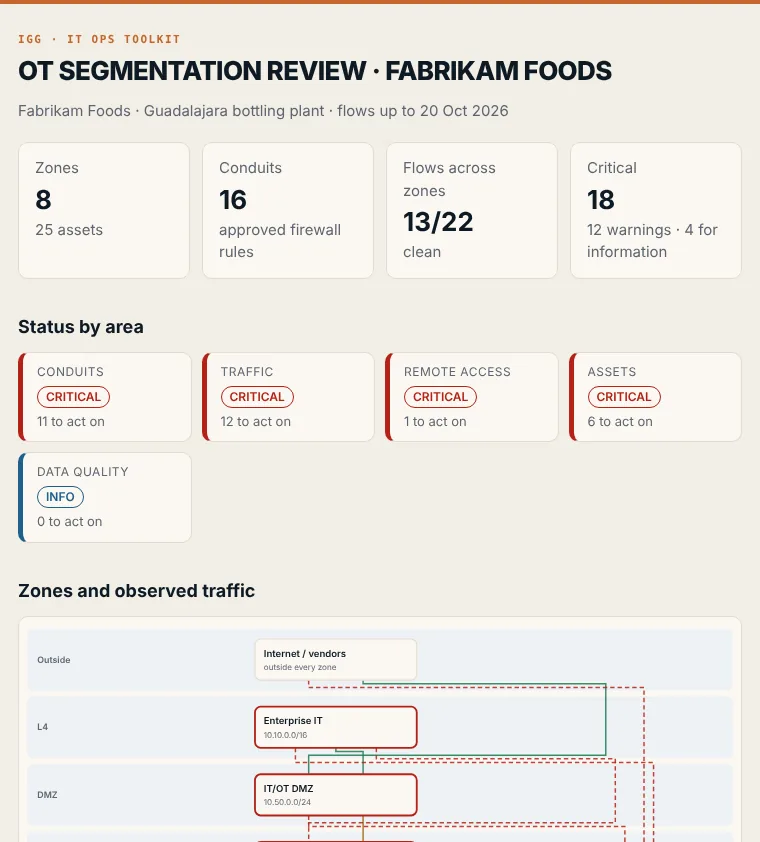 IGG · IT OPS TOOLKIT
OT SEGMENTATION REVIEW · FABRIKAM FOODS
Fabrikam Foods · Guadalajara bottling plant · flows up to 20 Oct 2026
Zones
8
25 assets
Conduits
16
approved firewall
rules
Flows across
zones
13/22
clean
Critical
18
12 warnings · 4 for
information
Status by area
CONDUITS
CRITICAL
11 to act on
TRAFFIC
CRITICAL
12 to act on
REMOTE ACCESS
CRITICAL
1 to act on
ASSETS
CRITICAL
6 to act on
DATA QUALITY
INFO
0 to act on
Zones and observed traffic
Outside
Internet / vendors
outside every zone
L4
Enterprise IT
10.10.0.0/16
DMZ
IT/OT DMZ
10.50.0.0/24